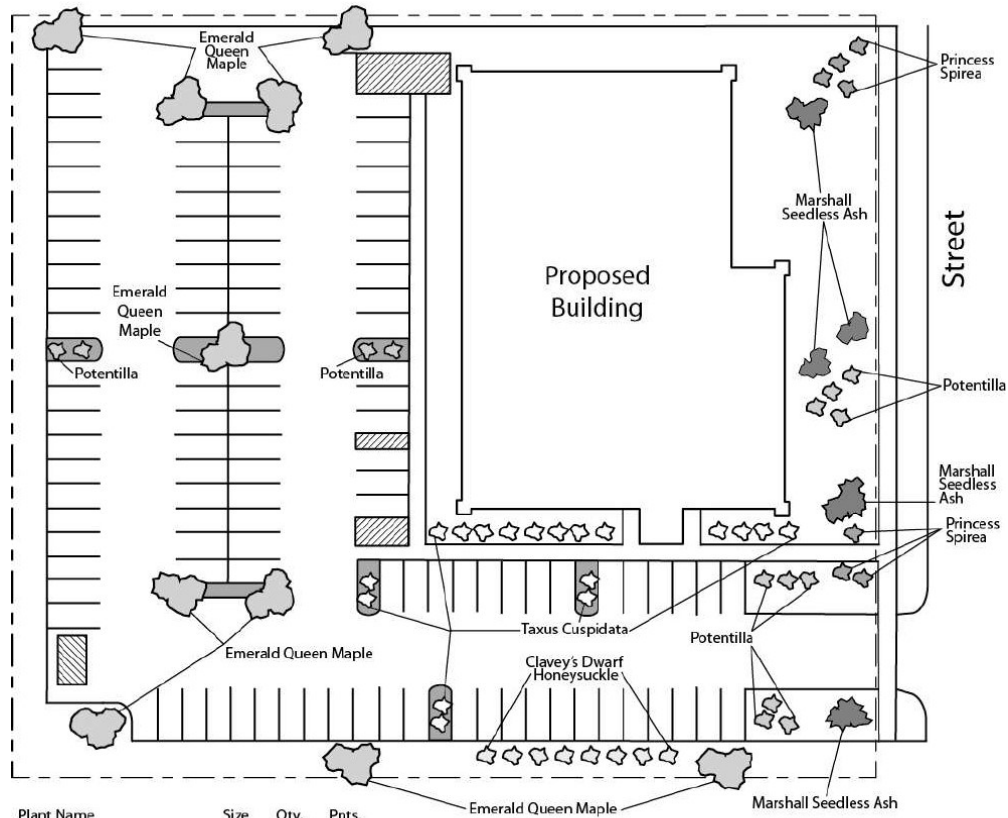 Emerald
Queen
Maple
Princess
Spirea
Marshall
Seedless Ash
Street
Proposed
Building
Emerald
Queen
Maple
Potentilla
Potentilla
Potentilla
Marshall
Seedless
Ash
Princess
Spirea
Taxus Cuspidata
Potentilla
Emerald Queen Maple
Clavey's Dwarf
Honeysuckle
Emerald Queen Maple
Marshall Seedless Ash
Plant Name Size Qty. Pnts.